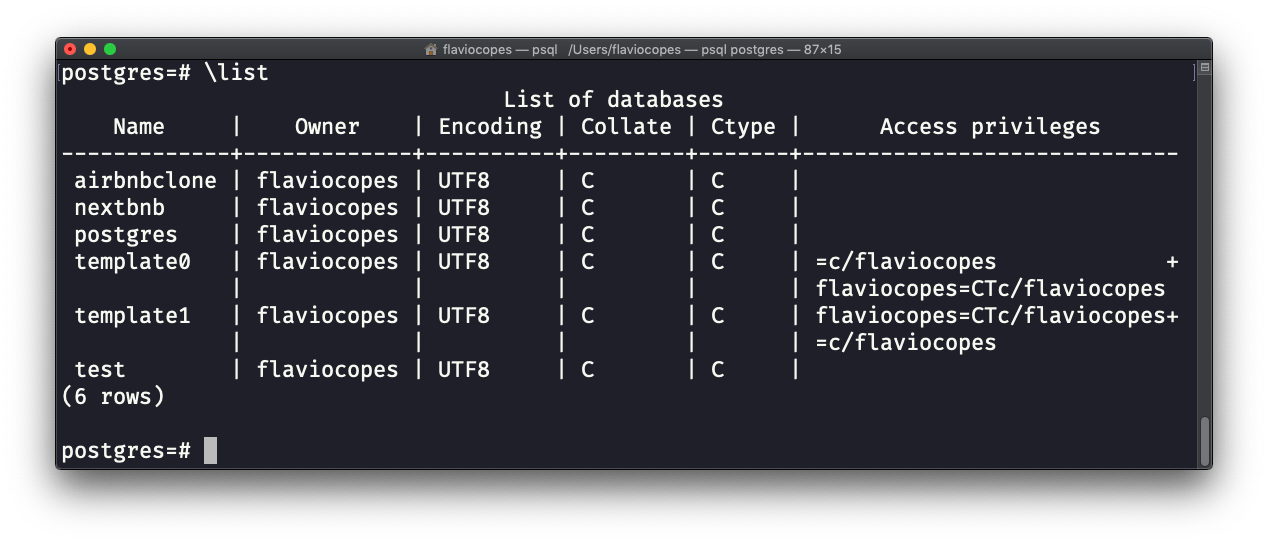 flaviocopes — psql  /Users/flaviocopes — psql postgres — 87×15
postgres=# \list
                                  List of databases
    Name     |    Owner    | Encoding | Collate | Ctype |      Access privileges
-------------+-------------+----------+---------+-------+-----------------------------
 airbnbclone | flaviocopes | UTF8     | C       | C     |
 nextbnb     | flaviocopes | UTF8     | C       | C     |
 postgres    | flaviocopes | UTF8     | C       | C     |
 template0   | flaviocopes | UTF8     | C       | C     | =c/flaviocopes             +
             |             |          |         |       | flaviocopes=CTc/flaviocopes
 template1   | flaviocopes | UTF8     | C       | C     | flaviocopes=CTc/flaviocopes+
             |             |          |         |       | =c/flaviocopes
 test        | flaviocopes | UTF8     | C       | C     |
(6 rows)
postgres=#